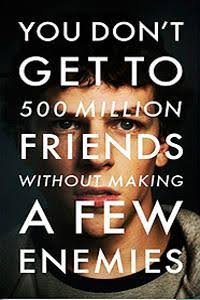 YOU DON'T
GET TO
500 MILLION
FRIENDS
WITHOUT MAKING
A FEW
ENEMIES